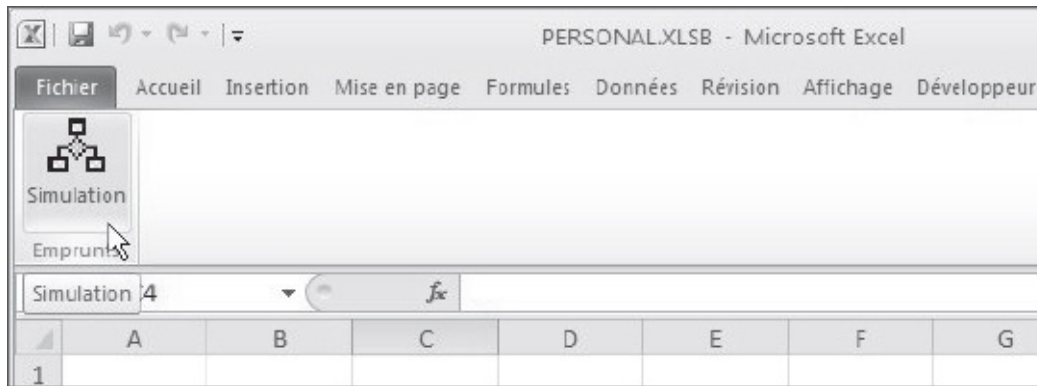 PERSONAL.XLSB - Microsoft Excel
Fichier Accueil Insertion Mise en page Formules Données Révision Affichage Développeur
Simulation
Emprunts
Simulation 4 fx
A B C D E F G
1